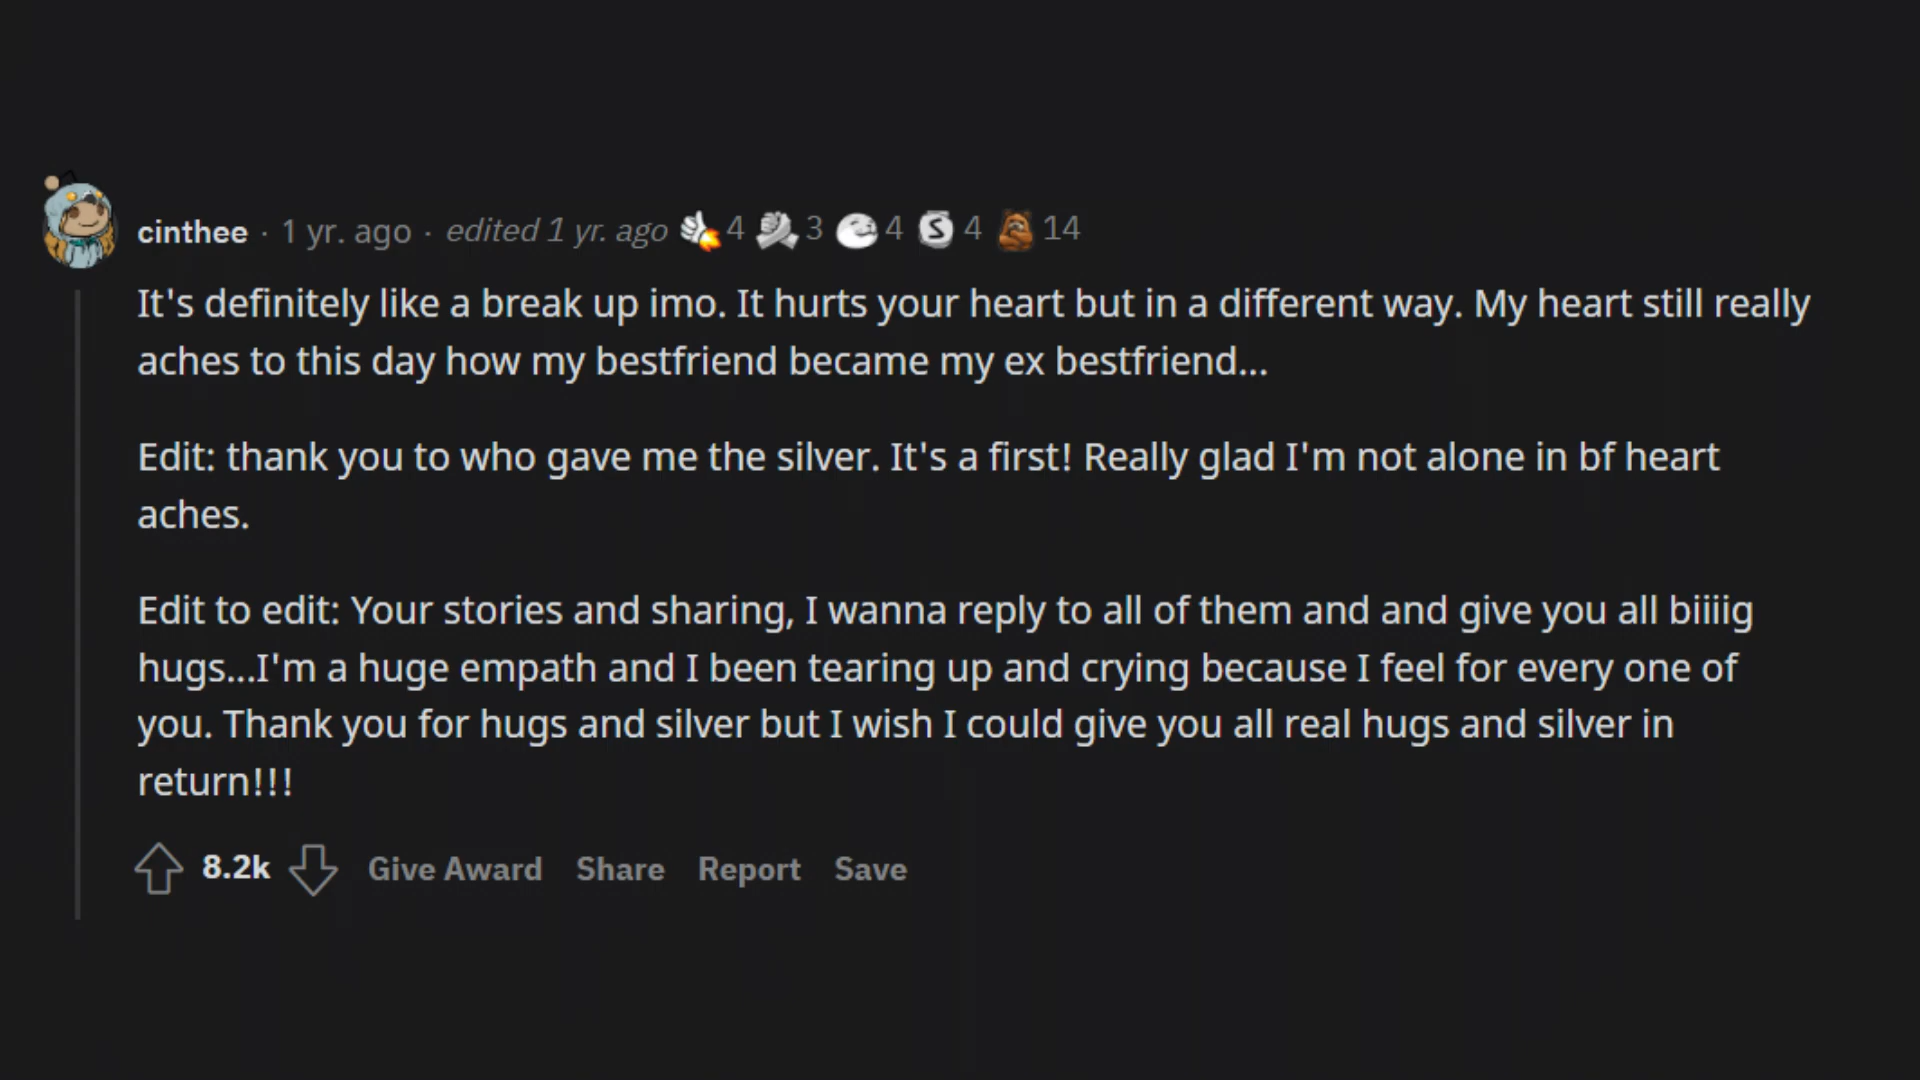 cinthee · 1 yr. ago · edited 1 yr. ago 4 3 4 S 4 14
It's definitely like a break up imo. It hurts your heart but in a different way. My heart still really
aches to this day how my bestfriend became my ex bestfriend...
Edit: thank you to who gave me the silver. It's a first! Really glad I'm not alone in bf heart
aches.
Edit to edit: Your stories and sharing, I wanna reply to all of them and and give you all biiiig
hugs...I'm a huge empath and I been tearing up and crying because I feel for every one of
you. Thank you for hugs and silver but I wish I could give you all real hugs and silver in
return!!!
8.2k Give Award Share Report Save